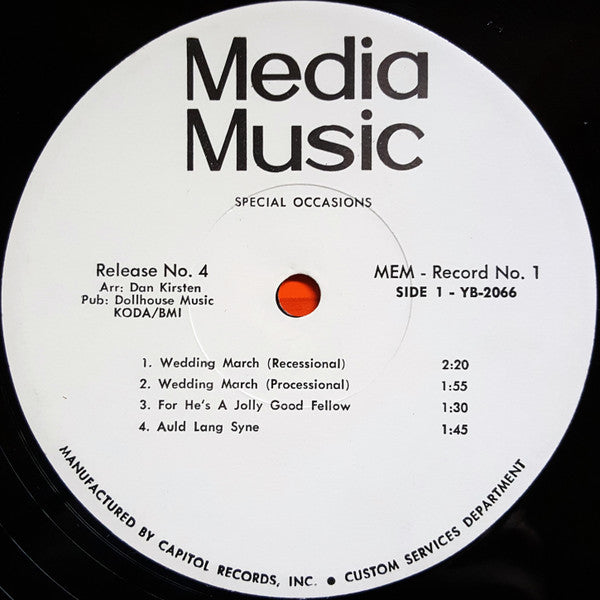 Media
Music
SPECIAL OCCASIONS
Release No. 4
Arr: Dan Kirsten
Pub: Dollhouse Music
KODA/BMI
MEM - Record No. 1
SIDE 1 - YB-2066
1. Wedding March (Recessional) 2:20
2. Wedding March (Processional) 1:55
3. For He's A Jolly Good Fellow 1:30
4. Auld Lang Syne 1:45
MANUFACTURED BY CAPITOL RECORDS, INC. ● CUSTOM SERVICES DEPARTMENT